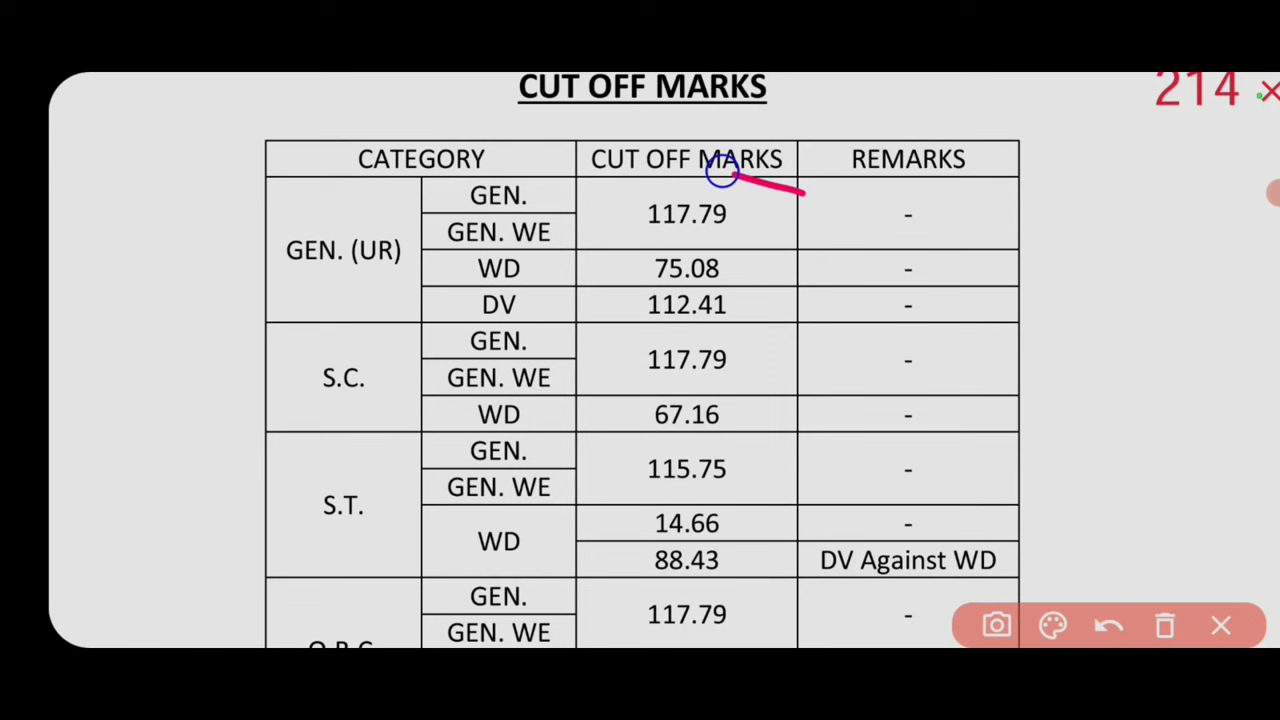 CUT OFF MARKS
214 ×
CATEGORY CUT OFF MARKS REMARKS
GEN. (UR) GEN. 117.79 -
GEN. WE
WD 75.08 -
DV 112.41 -
S.C. GEN. 117.79 -
GEN. WE
WD 67.16 -
S.T. GEN. 115.75 -
GEN. WE
WD 14.66 -
88.43 DV Against WD
GEN. 117.79 -
GEN. WE